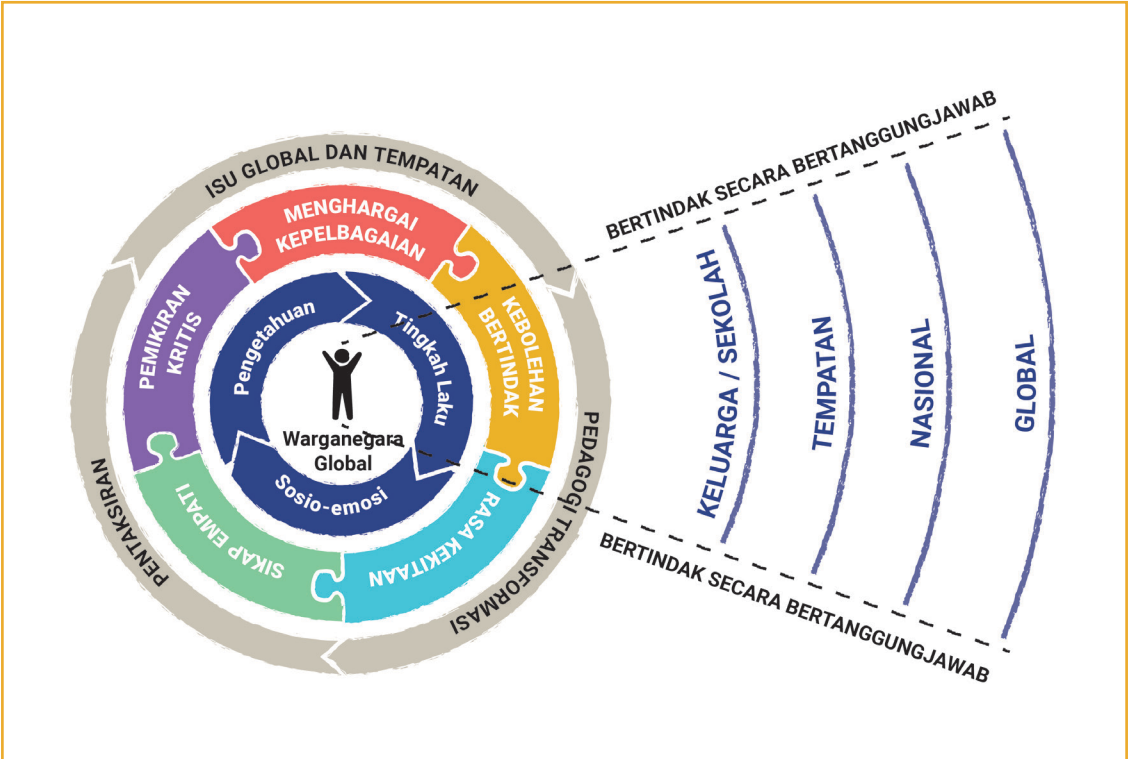 ISU GLOBAL DAN TEMPATAN
PEDAGOGI TRANSFORMASI
PENTAKSIRAN
MENGHARGAI
KEPELBAGAIAN
KEBOLEHAN
BERTINDAK
RASA KEKITAAN
SIKAP EMPATI
PEMIKIRAN
KRITIS
Pengetahuan
Tingkah Laku
Sosio-emosi
Warganegara
Global
BERTINDAK SECARA BERTANGGUNGJAWAB
KELUARGA / SEKOLAH
TEMPATAN
NASIONAL
GLOBAL
BERTINDAK SECARA BERTANGGUNGJAWAB